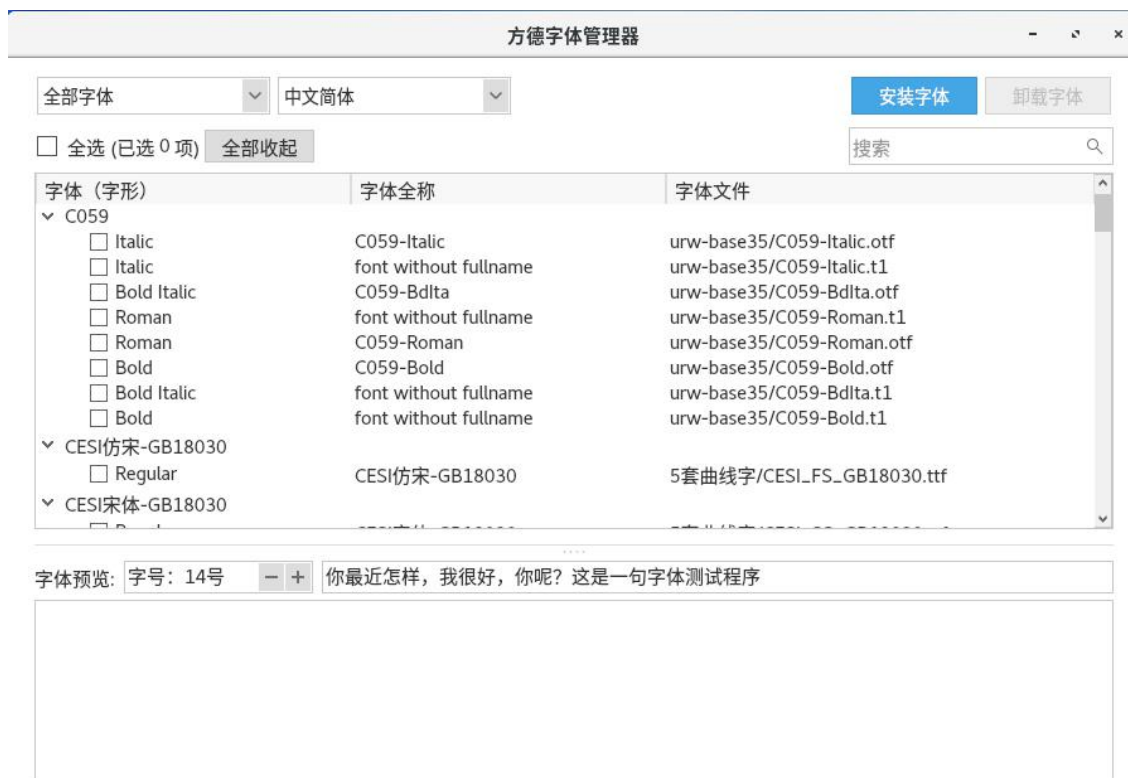 方德字体管理器
全部字体 中文简体 安装字体 卸载字体
全选 (已选 0 项) 全部收起 搜索
字体（字形） 字体全称 字体文件
C059
Italic C059-Italic urw-base35/C059-Italic.otf
Italic font without fullname urw-base35/C059-Italic.t1
Bold Italic C059-BdIta urw-base35/C059-BdIta.otf
Roman font without fullname urw-base35/C059-Roman.t1
Roman C059-Roman urw-base35/C059-Roman.otf
Bold C059-Bold urw-base35/C059-Bold.otf
Bold Italic font without fullname urw-base35/C059-BdIta.t1
Bold font without fullname urw-base35/C059-Bold.t1
CESI仿宋-GB18030
Regular CESI仿宋-GB18030 5套曲线字/CESI_FS_GB18030.ttf
CESI宋体-GB18030
字体预览: 字号：14号 你最近怎样，我很好，你呢？这是一句字体测试程序